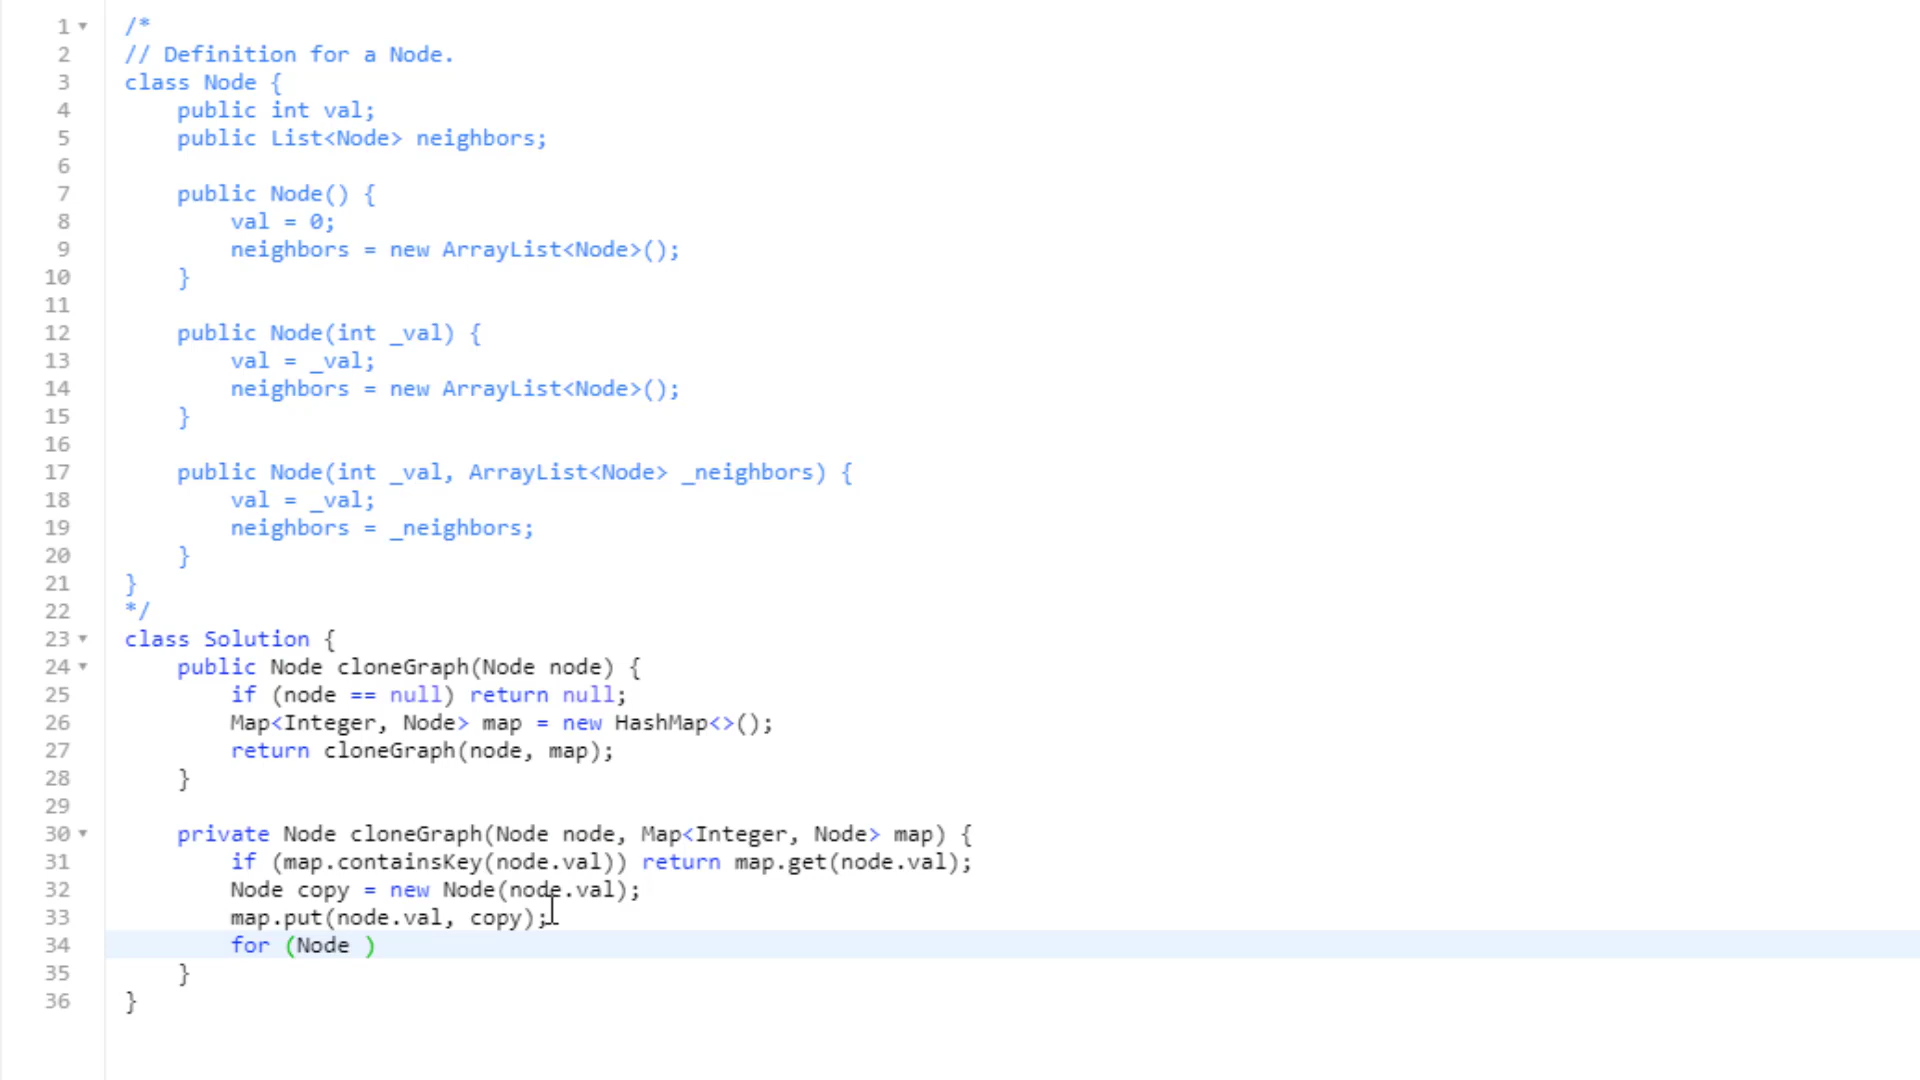 1 /*
2 // Definition for a Node.
3 class Node {
4     public int val;
5     public List<Node> neighbors;
6
7     public Node() {
8         val = 0;
9         neighbors = new ArrayList<Node>();
10     }
11
12     public Node(int _val) {
13         val = _val;
14         neighbors = new ArrayList<Node>();
15     }
16
17     public Node(int _val, ArrayList<Node> _neighbors) {
18         val = _val;
19         neighbors = _neighbors;
20     }
21 }
22 */
23 class Solution {
24     public Node cloneGraph(Node node) {
25         if (node == null) return null;
26         Map<Integer, Node> map = new HashMap<>();
27         return cloneGraph(node, map);
28     }
29
30     private Node cloneGraph(Node node, Map<Integer, Node> map) {
31         if (map.containsKey(node.val)) return map.get(node.val);
32         Node copy = new Node(node.val);
33         map.put(node.val, copy);
34         for (Node )
35     }
36 }